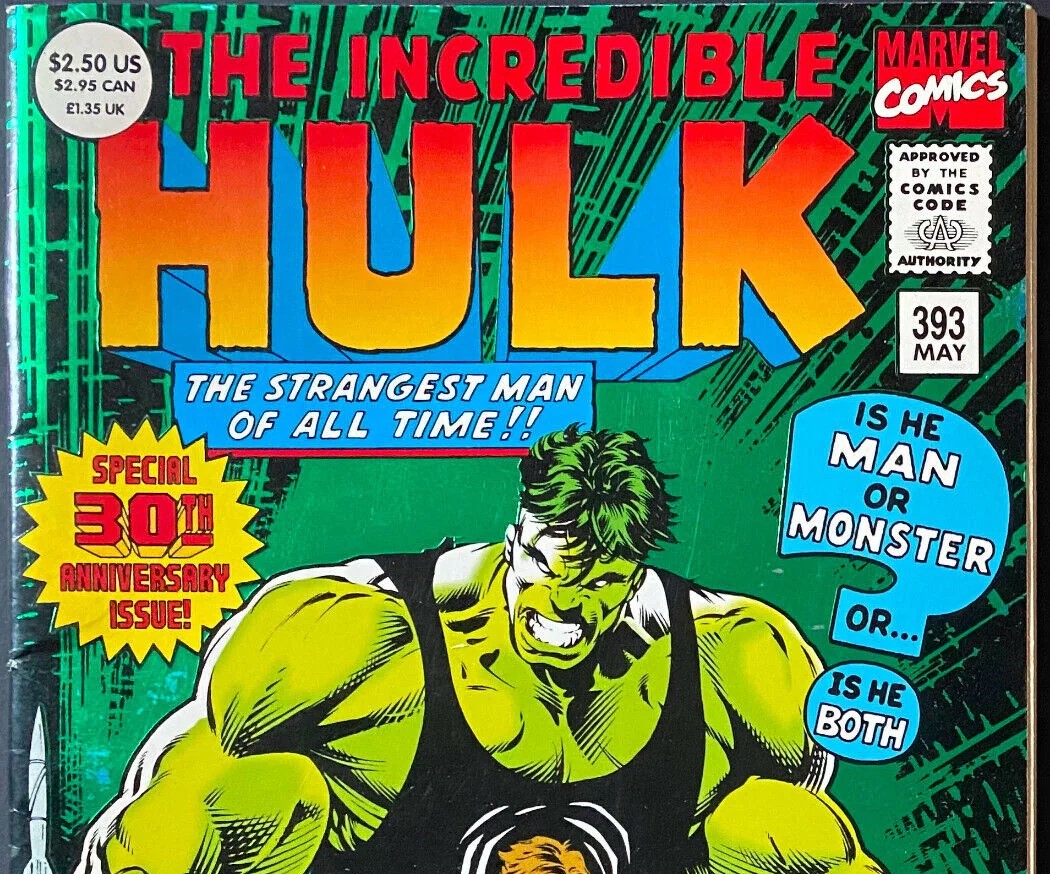 $2.50 US
$2.95 CAN
£1.35 UK
THE INCREDIBLE
HULK
MARVEL
COMICS
APPROVED
BY THE
COMICS
CODE
CA
AUTHORITY
393
MAY
THE STRANGEST MAN
OF ALL TIME!!
SPECIAL
30TH
ANNIVERSARY
ISSUE!
IS HE
MAN
OR
MONSTER
OR...
IS HE
BOTH